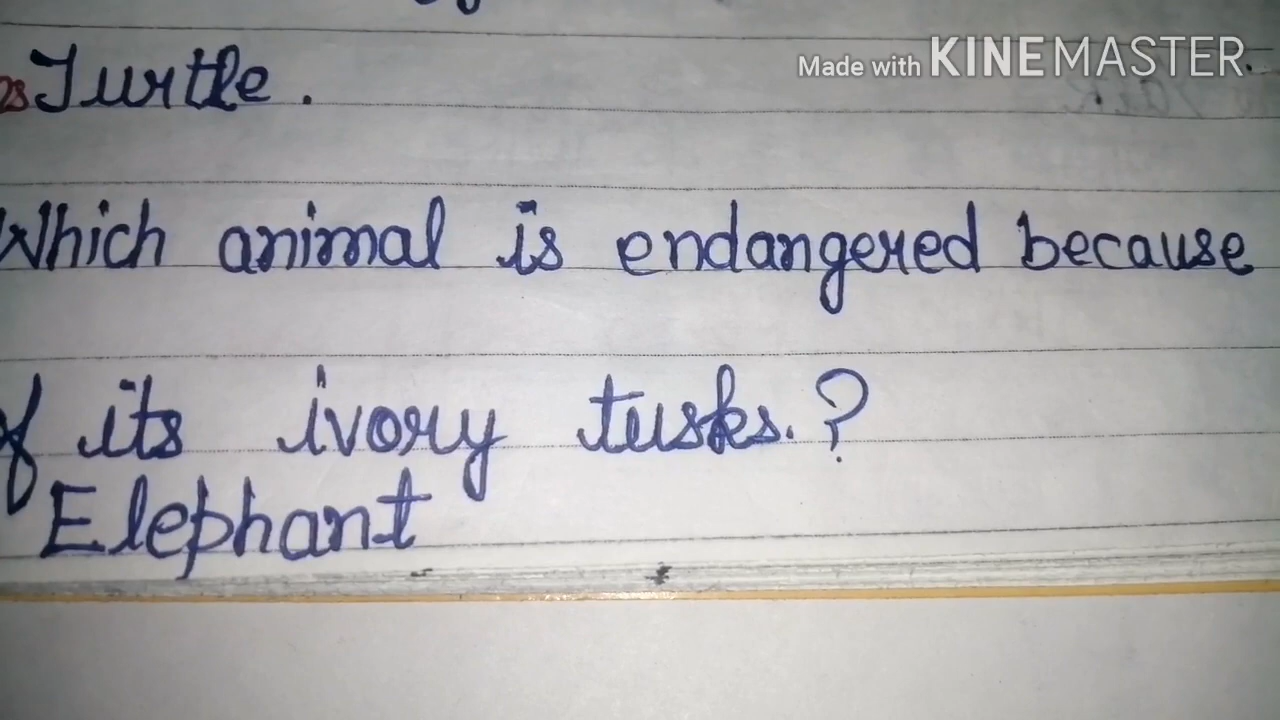 Made with KINEMASTER
Turtle.
Which animal is endangered because
of its ivory tusks.?
Elephant